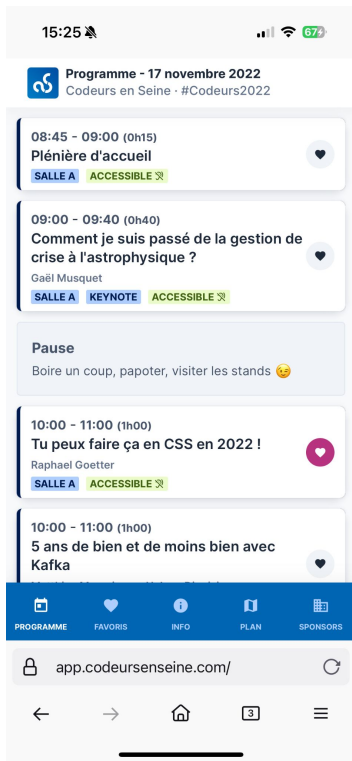 15:25
67
Programme - 17 novembre 2022
Codeurs en Seine · #Codeurs2022
08:45 - 09:00 (0h15)
Plénière d'accueil
SALLE A ACCESSIBLE
09:00 - 09:40 (0h40)
Comment je suis passé de la gestion de
crise à l'astrophysique ?
Gaël Musquet
SALLE A KEYNOTE ACCESSIBLE
Pause
Boire un coup, papoter, visiter les stands 😉
10:00 - 11:00 (1h00)
Tu peux faire ça en CSS en 2022 !
Raphael Goetter
SALLE A ACCESSIBLE
10:00 - 11:00 (1h00)
5 ans de bien et de moins bien avec
Kafka
PROGRAMME FAVORIS INFO PLAN SPONSORS
app.codeursenseine.com/
3